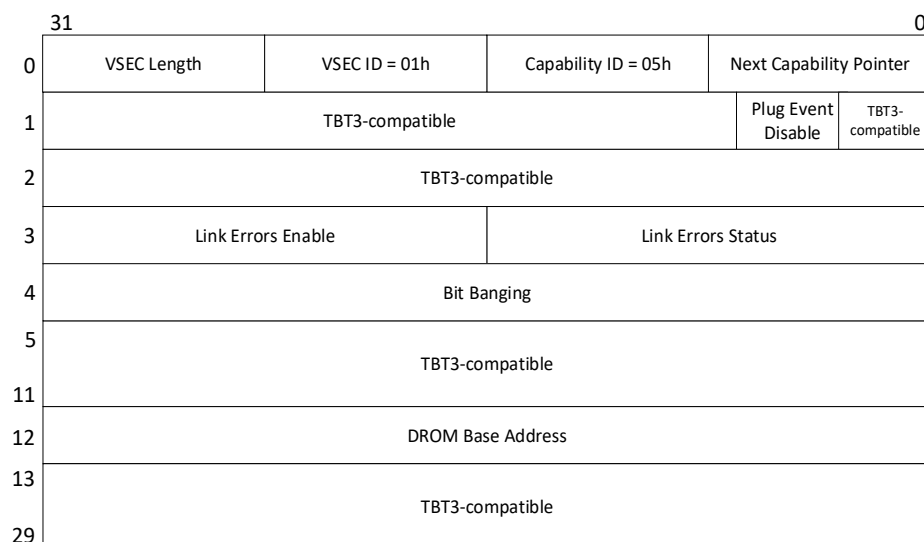 31 0
0 VSEC Length VSEC ID = 01h Capability ID = 05h Next Capability Pointer
1 TBT3-compatible Plug Event Disable TBT3-compatible
2 TBT3-compatible
3 Link Errors Enable Link Errors Status
4 Bit Banging
5
TBT3-compatible
11
12 DROM Base Address
13
TBT3-compatible
29